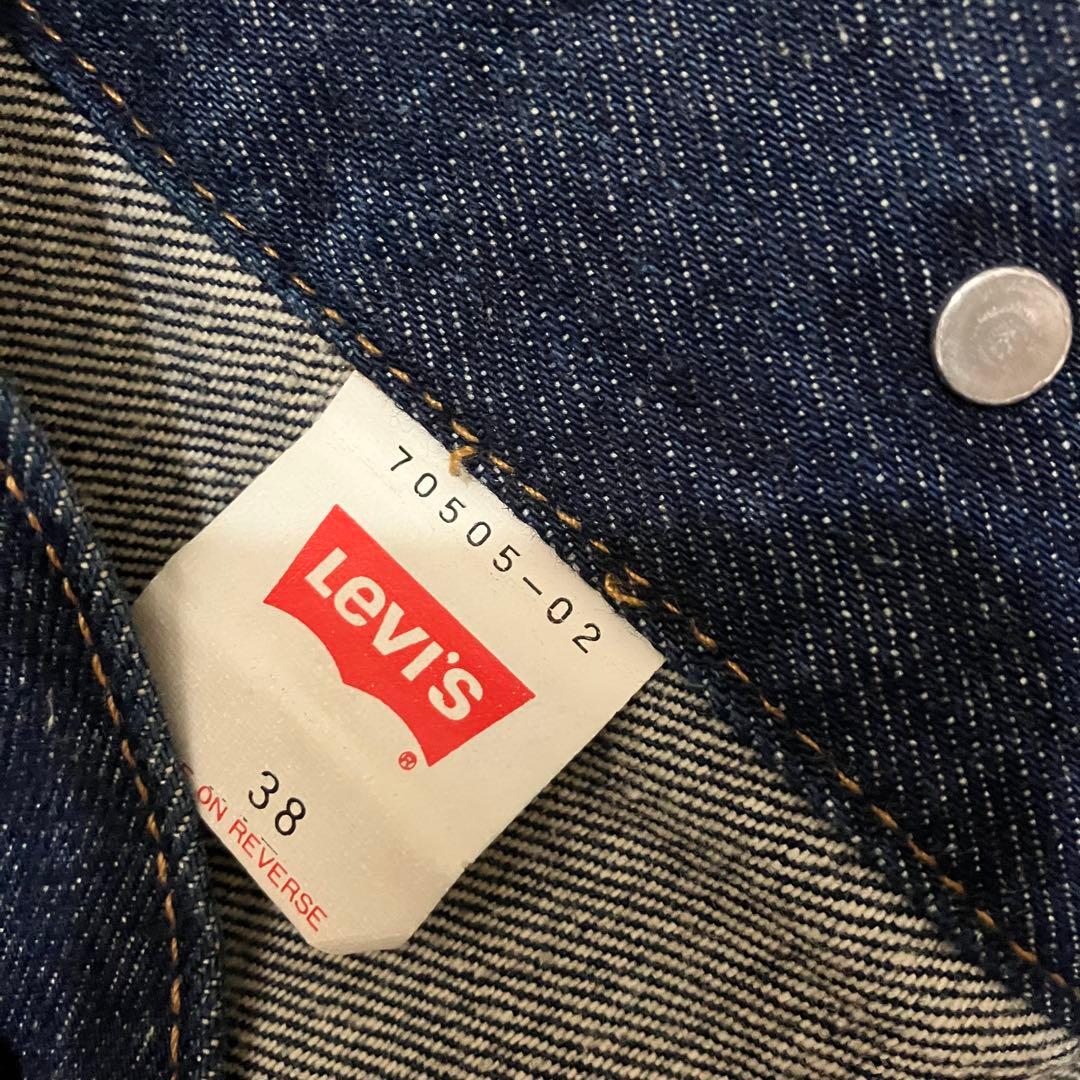 70505-02
Levi's
®
38
ON REVERSE